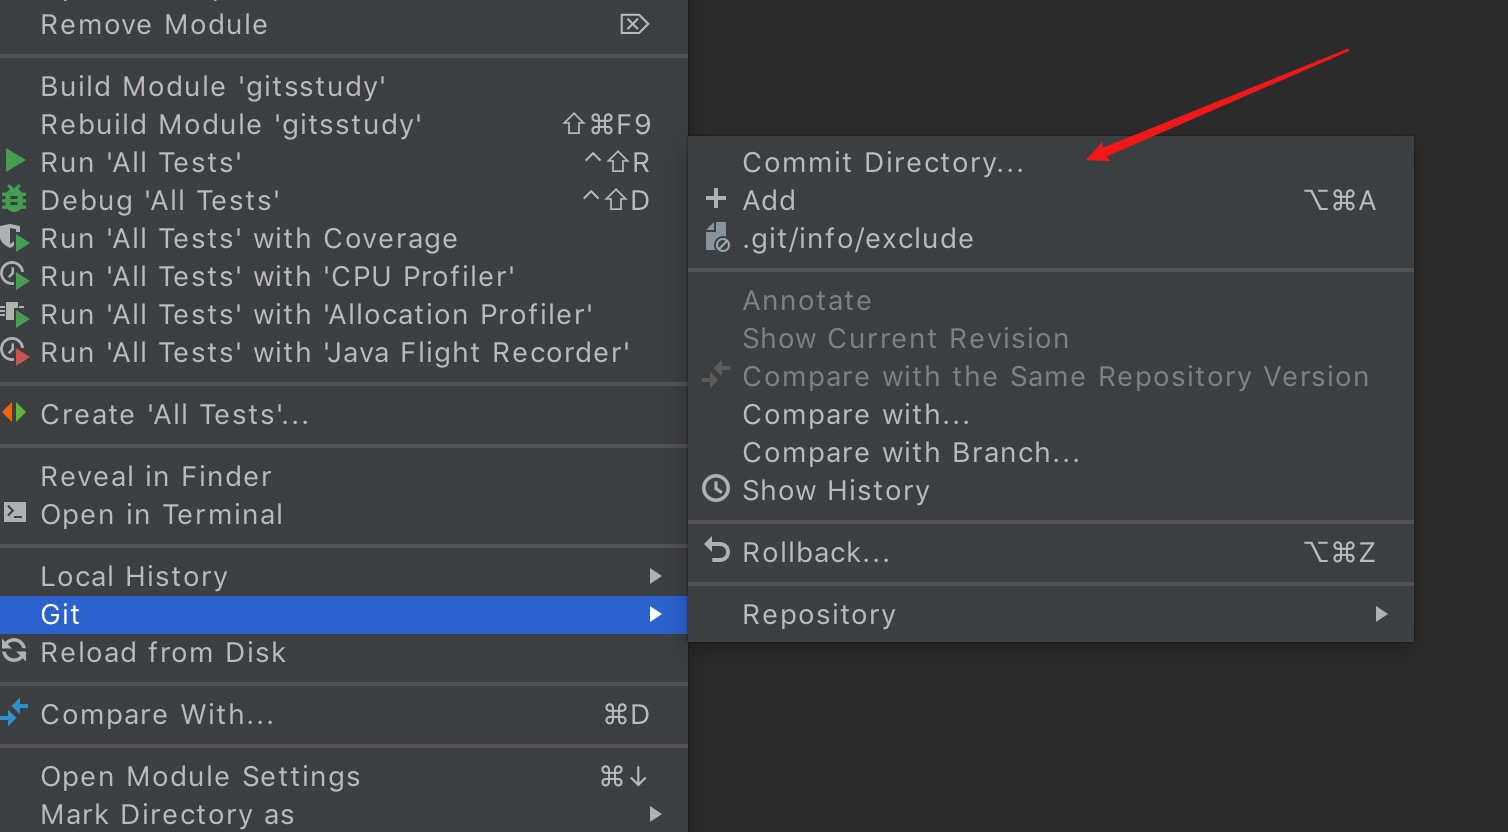 Remove Module
Build Module 'gitsstudy'
Rebuild Module 'gitsstudy' ⇧⌘F9
Run 'All Tests' ^⇧R
Debug 'All Tests' ^⇧D
Run 'All Tests' with Coverage
Run 'All Tests' with 'CPU Profiler'
Run 'All Tests' with 'Allocation Profiler'
Run 'All Tests' with 'Java Flight Recorder'
Create 'All Tests'...
Reveal in Finder
Open in Terminal
Local History
Git
Reload from Disk
Compare With... ⌘D
Open Module Settings ⌘↓
Mark Directory as
Commit Directory...
Add ⌥⌘A
.git/info/exclude
Annotate
Show Current Revision
Compare with the Same Repository Version
Compare with...
Compare with Branch...
Show History
Rollback... ⌥⌘Z
Repository